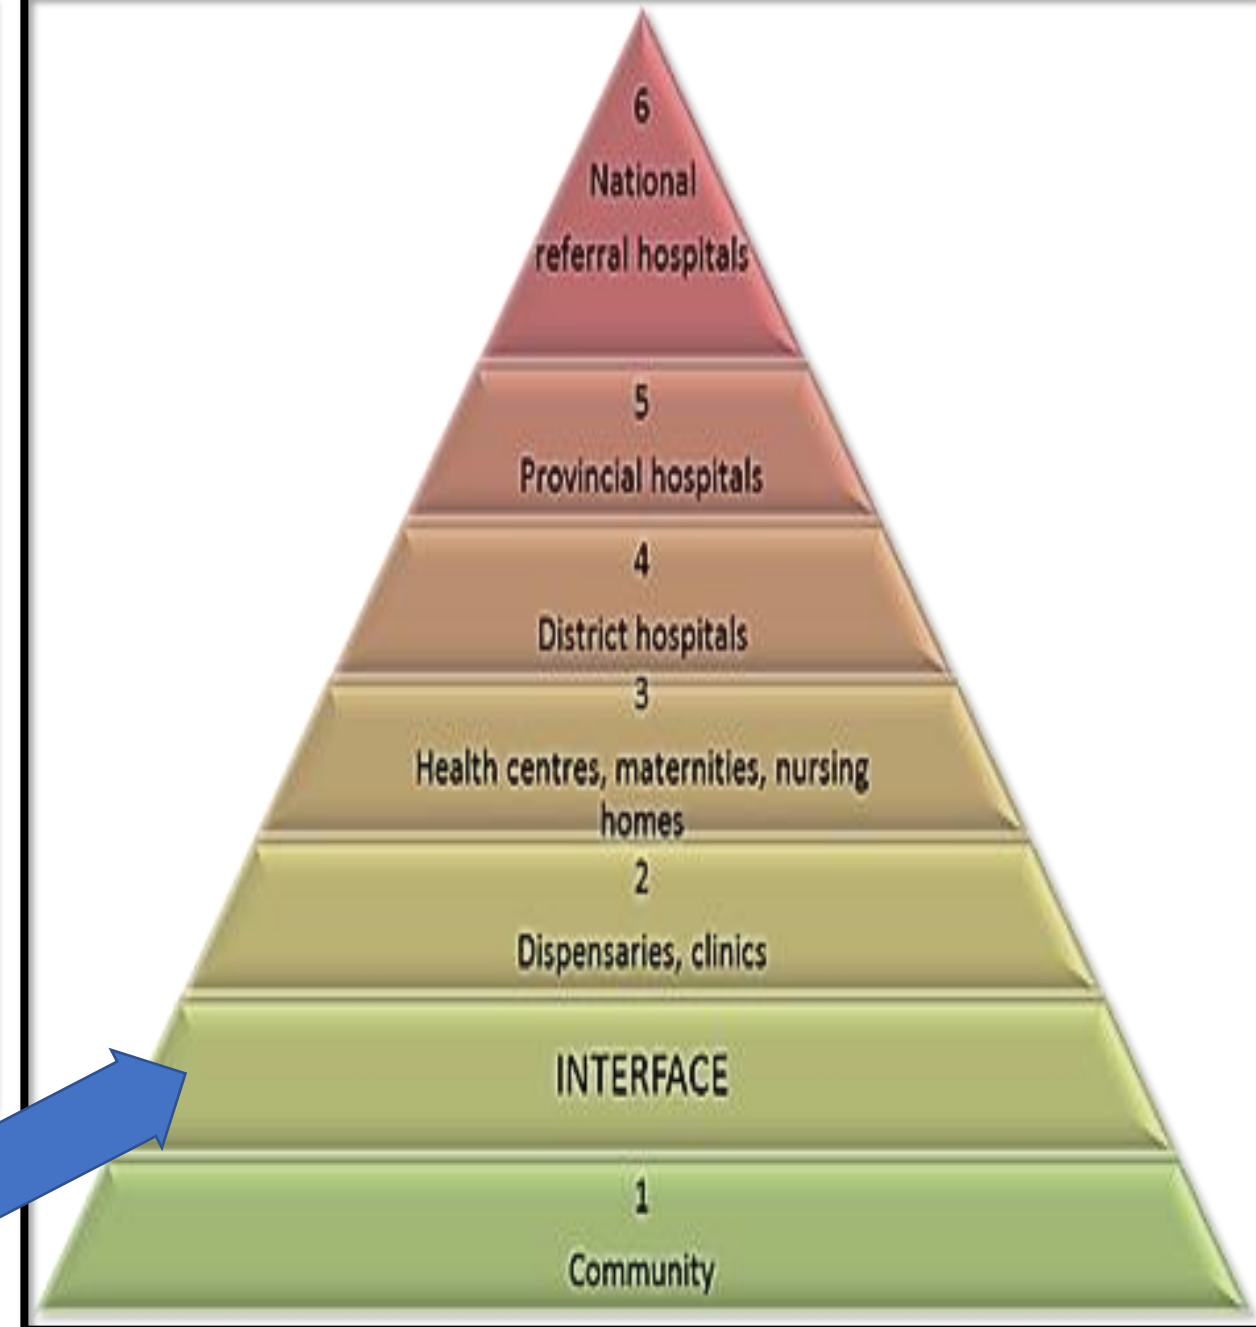 6
National
referral hospitals
5
Provincial hospitals
4
District hospitals
3
Health centres, maternities, nursing
homes
2
Dispensaries, clinics
INTERFACE
1
Community